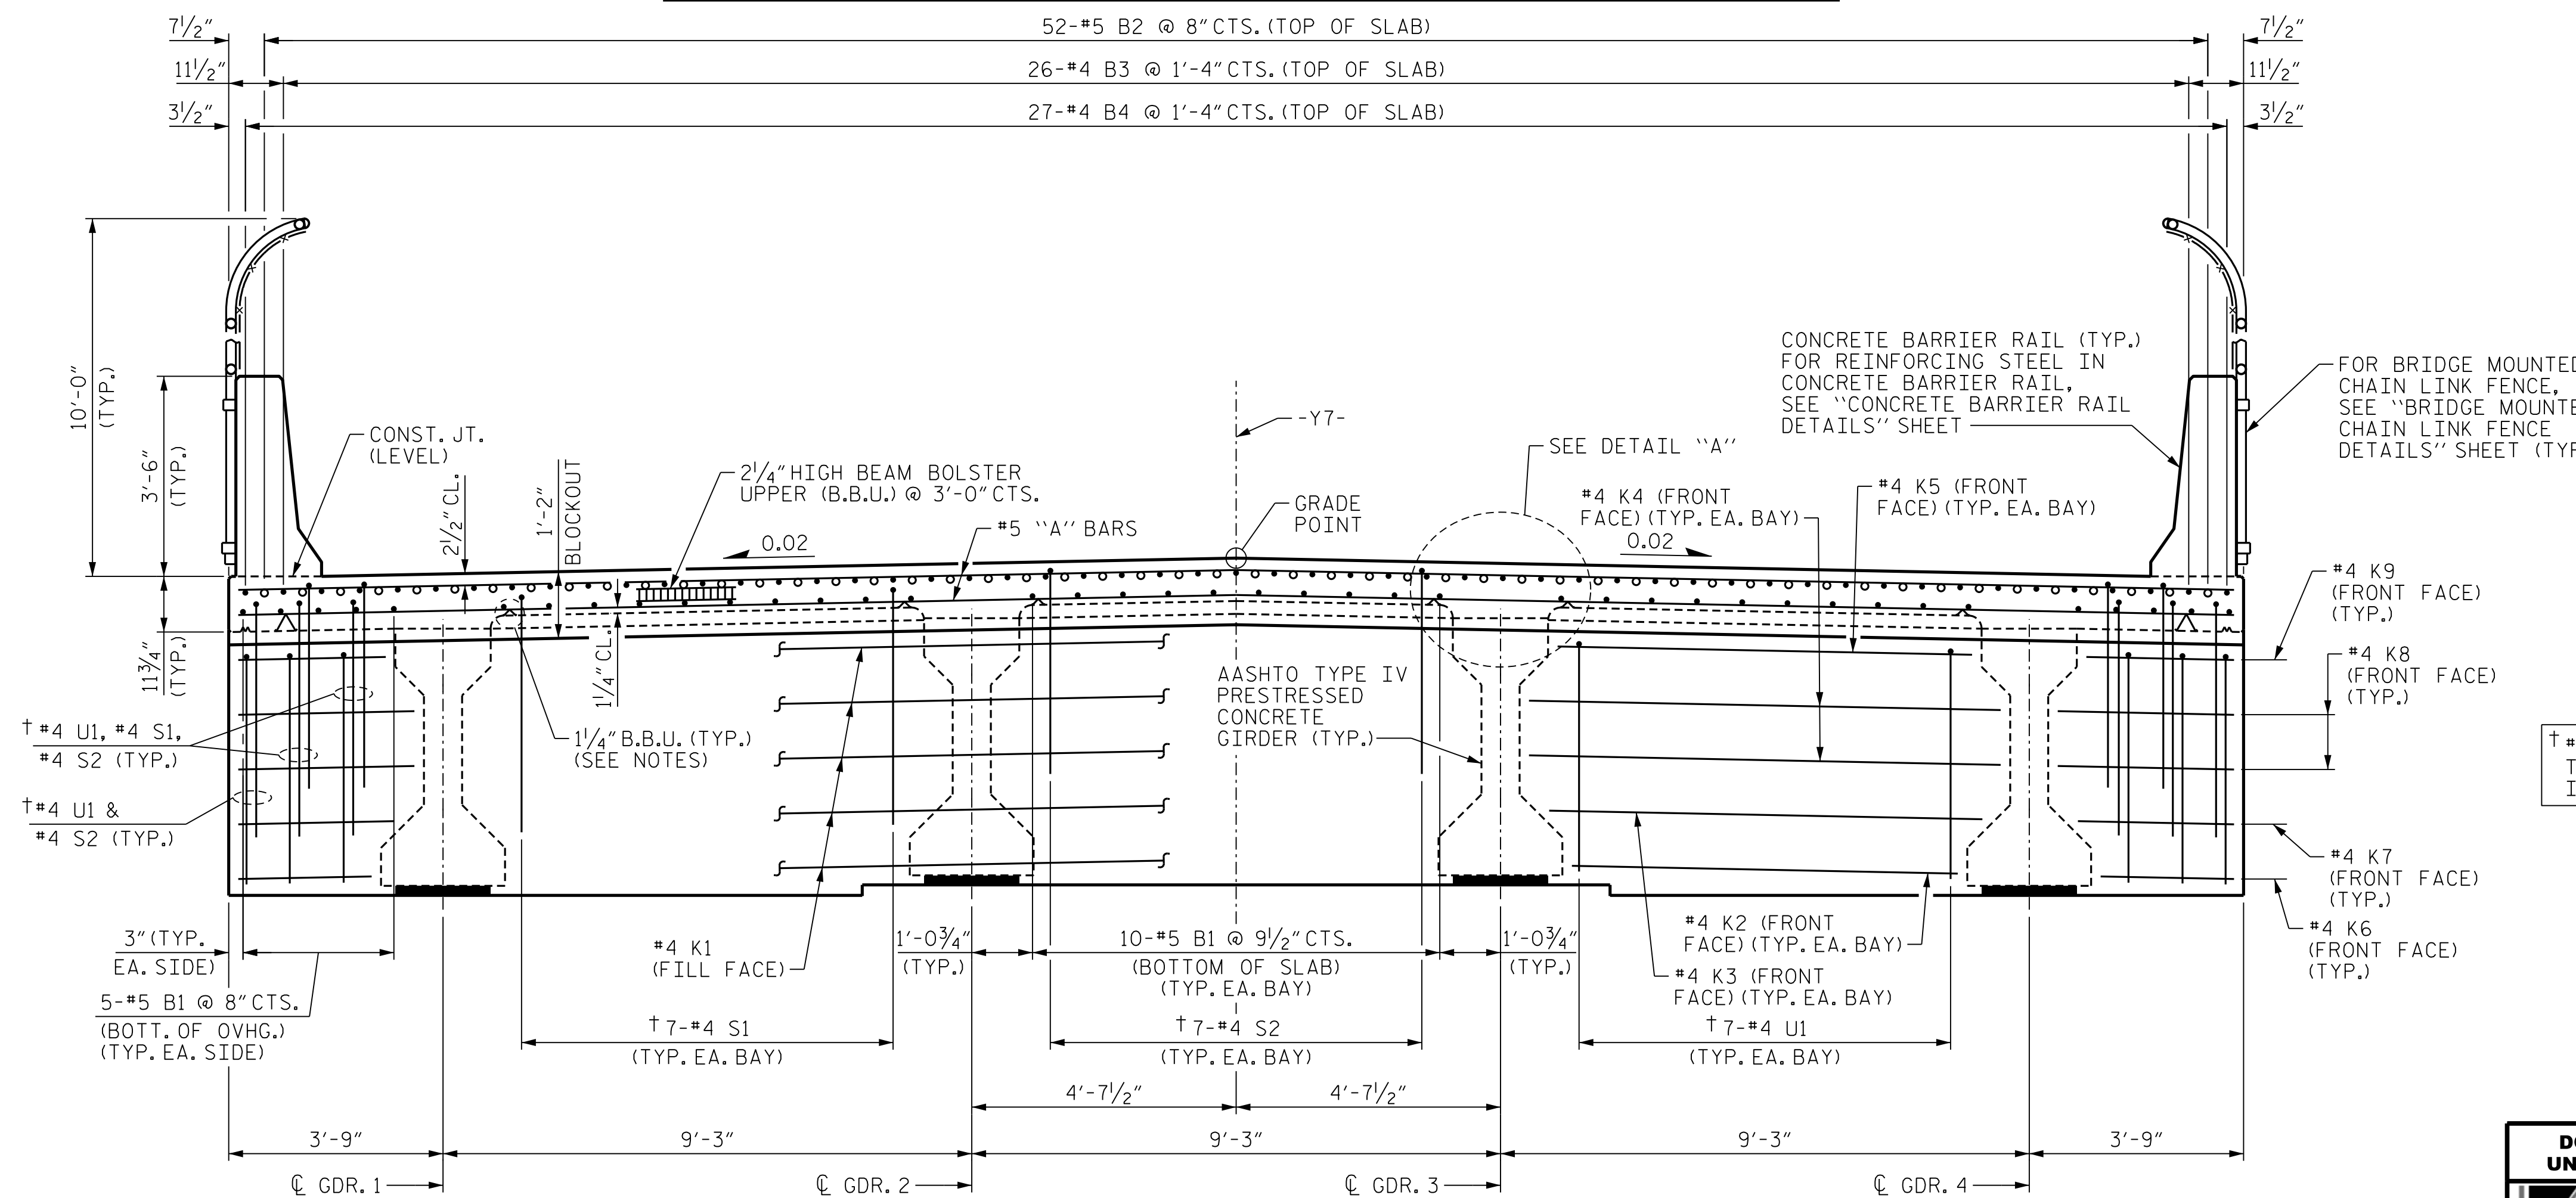 7½"
52-#5 B2 @ 8" CTS. (TOP OF SLAB)
7½"
11½"
26-#4 B3 @ 1'-4" CTS. (TOP OF SLAB)
11½"
3½"
27-#4 B4 @ 1'-4" CTS. (TOP OF SLAB)
3½"
10'-0"
(TYP.)
3'-6"
(TYP.)
11¾"
(TYP.)
CONST. JT.
(LEVEL)
2½" CL.
1'-2"
BLOCKOUT
2¼" HIGH BEAM BOLSTER
UPPER (B.B.U.) @ 3'-0" CTS.
#5 ``A'' BARS
0.02
-Y7-
GRADE
POINT
SEE DETAIL ``A''
0.02
CONCRETE BARRIER RAIL (TYP.)
FOR REINFORCING STEEL IN
CONCRETE BARRIER RAIL,
SEE ``CONCRETE BARRIER RAIL
DETAILS'' SHEET
FOR BRIDGE MOUNTED
CHAIN LINK FENCE,
SEE ``BRIDGE MOUNTE
CHAIN LINK FENCE
DETAILS'' SHEET (TYP
#4 K4 (FRONT
FACE) (TYP. EA. BAY)
#4 K5 (FRONT
FACE) (TYP. EA. BAY)
#4 K9
(FRONT FACE)
(TYP.)
#4 K8
(FRONT FACE)
(TYP.)
1¼" CL.
† #4 U1, #4 S1,
#4 S2 (TYP.)
1¼" B.B.U. (TYP.)
(SEE NOTES)
AASHTO TYPE IV
PRESTRESSED
CONCRETE
GIRDER (TYP.)
† #
T
I
†#4 U1 &
#4 S2 (TYP.)
#4 K7
(FRONT FACE)
(TYP.)
#4 K6
(FRONT FACE)
(TYP.)
3" (TYP.
EA. SIDE)
#4 K1
(FILL FACE)
1'-0¾"
(TYP.)
10-#5 B1 @ 9½" CTS.
(BOTTOM OF SLAB)
(TYP. EA. BAY)
1'-0¾"
(TYP.)
#4 K2 (FRONT
FACE) (TYP. EA. BAY)
#4 K3 (FRONT
FACE) (TYP. EA. BAY)
5-#5 B1 @ 8" CTS.
(BOTT. OF OVHG.)
(TYP. EA. SIDE)
† 7-#4 S1
(TYP. EA. BAY)
† 7-#4 S2
(TYP. EA. BAY)
† 7-#4 U1
(TYP. EA. BAY)
4'-7½"
4'-7½"
3'-9"
9'-3"
9'-3"
9'-3"
3'-9"
℄ GDR. 1
℄ GDR. 2
℄ GDR. 3
℄ GDR. 4
UN